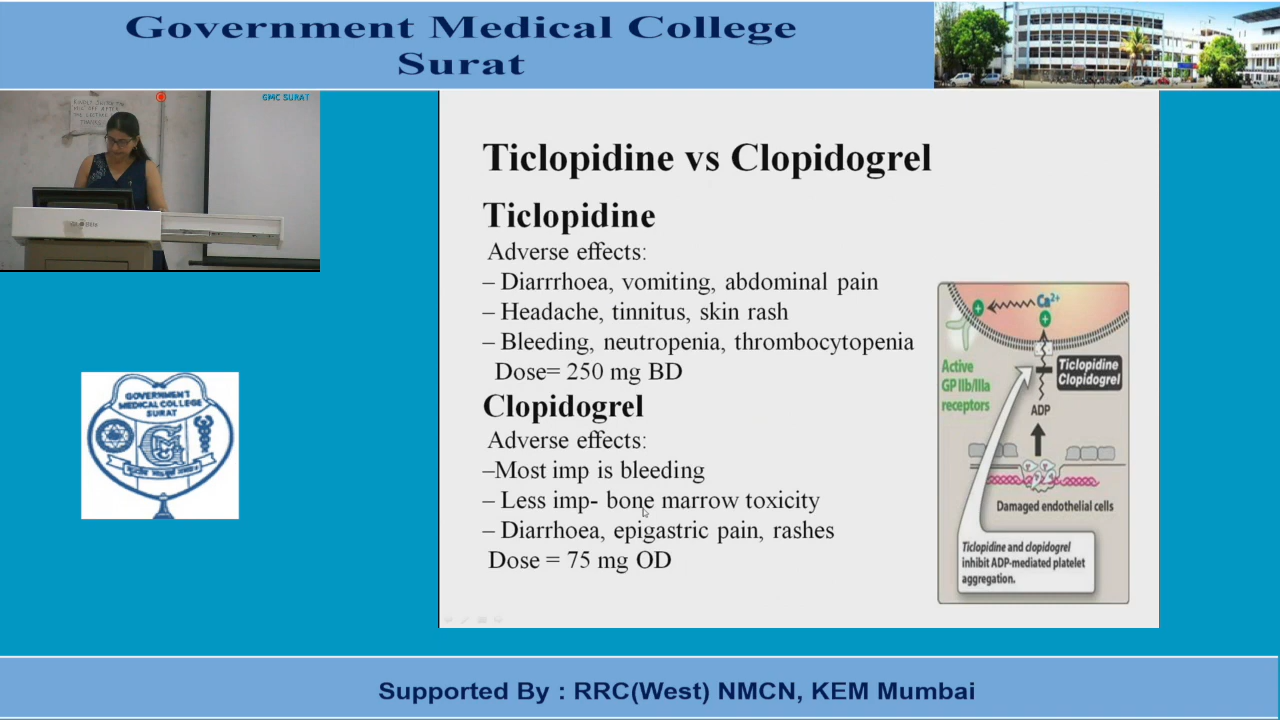 Government Medical College
Surat
GMC SURAT
Ticlopidine vs Clopidogrel
Ticlopidine
Adverse effects:
– Diarrrhoea, vomiting, abdominal pain
– Headache, tinnitus, skin rash
– Bleeding, neutropenia, thrombocytopenia
Dose= 250 mg BD
Clopidogrel
Adverse effects:
–Most imp is bleeding
– Less imp- bone marrow toxicity
– Diarrhoea, epigastric pain, rashes
Dose = 75 mg OD
Ca2+
Active
GP IIb/IIIa
receptors
Ticlopidine
Clopidogrel
ADP
Damaged endothelial cells
Ticlopidine and clopidogrel
inhibit ADP-mediated platelet
aggregation.
GOVERNMENT
MEDICAL COLLEGE
SURAT
Supported By : RRC(West) NMCN, KEM Mumbai